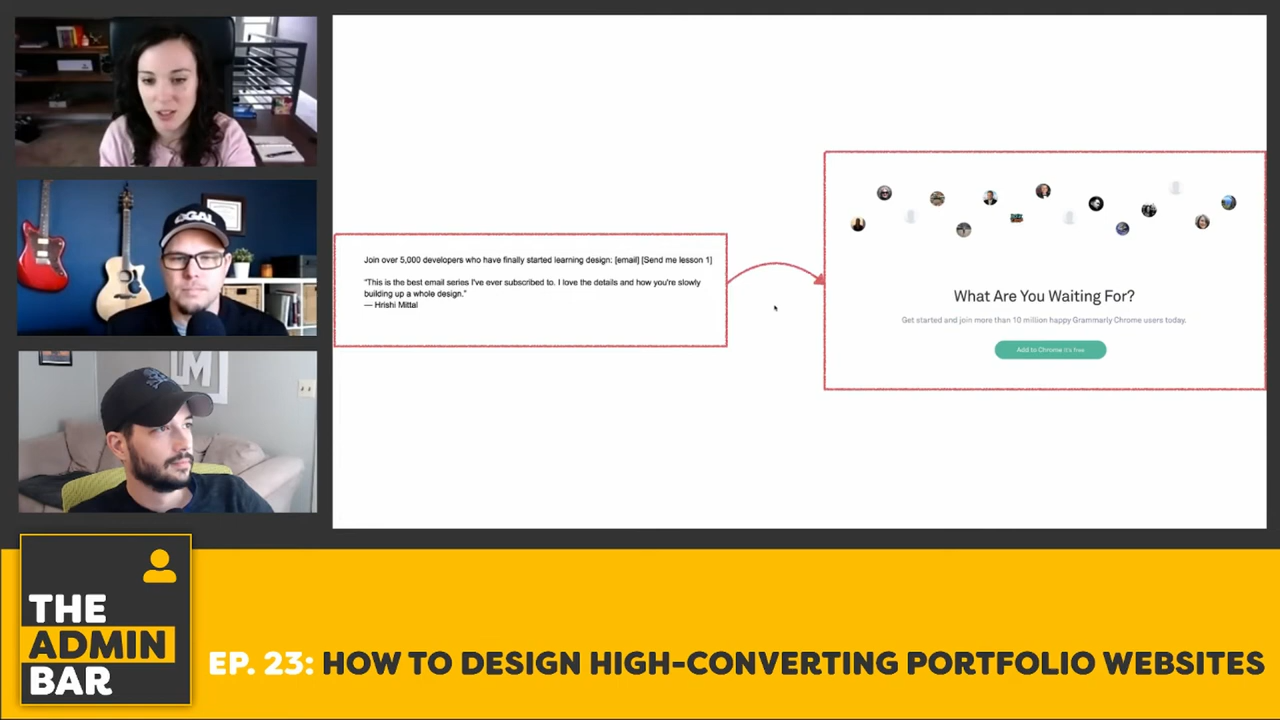 GAL
LM
Join over 5,000 developers who have finally started learning design: [email] [Send me lesson 1]
"This is the best email series I've ever subscribed to. I love the details and how you're slowly
building up a whole design."
— Hrishi Mittal
What Are You Waiting For?
Get started and join more than 10 million happy Grammarly Chrome users today.
Add to Chrome It's free
THE
ADMIN
BAR
EP. 23: HOW TO DESIGN HIGH-CONVERTING PORTFOLIO WEBSITES